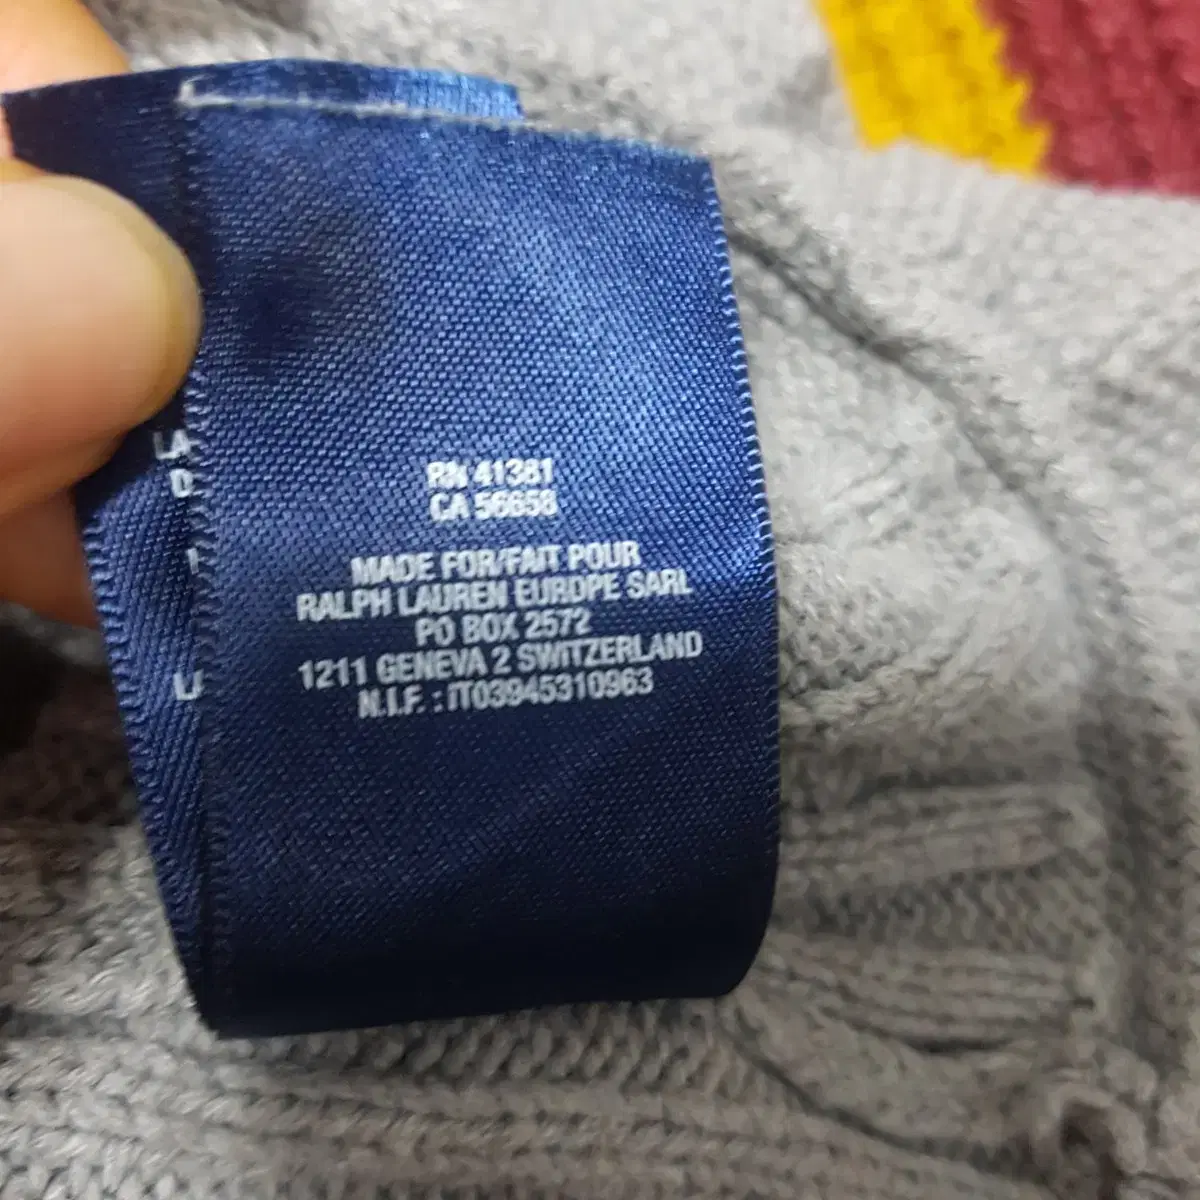 RN 41381
CA 56658
MADE FOR/FAIT POUR
RALPH LAUREN EUROPE SARL
PO BOX 2572
1211 GENEVA 2 SWITZERLAND
N.I.F. : IT03945310963